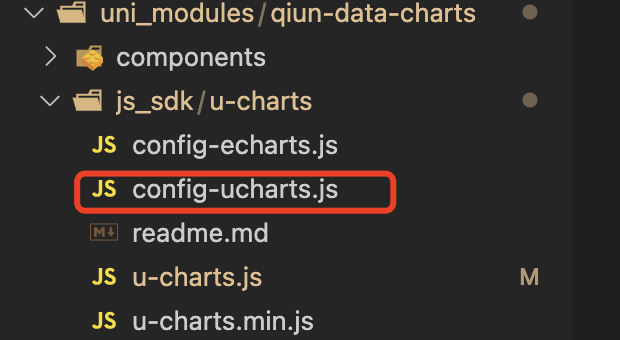 uni_modules/qiun-data-charts
components
js_sdk/u-charts
JS config-echarts.js
JS config-ucharts.js
M↓ readme.md
JS u-charts.js M
JS u-charts.min.js